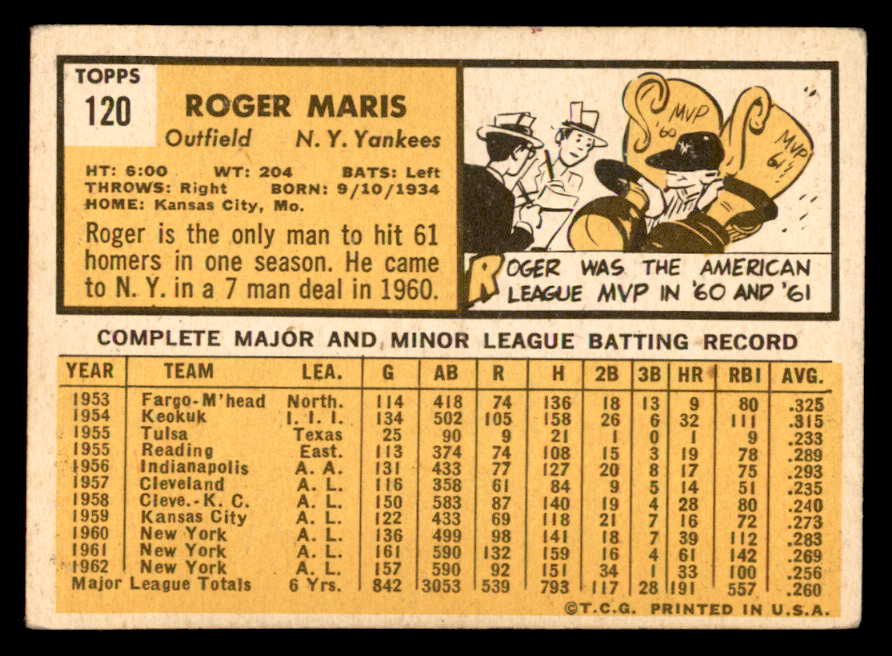 TOPPS
120
ROGER MARIS
Outfield N. Y. Yankees
HT: 6:00 WT: 204 BATS: Left
THROWS: Right BORN: 9/10/1934
HOME: Kansas City, Mo.
Roger is the only man to hit 61
homers in one season. He came
to N. Y. in a 7 man deal in 1960.
MVP
'60
MVP
61
ROGER WAS THE AMERICAN
LEAGUE MVP IN '60 AND '61
COMPLETE MAJOR AND MINOR LEAGUE BATTING RECORD
YEAR TEAM LEA. G AB R H 2B 3B HR RBI AVG.
1953 Fargo-M'head North. 114 418 74 136 18 13 9 80 .325
1954 Keokuk I. I. I. 134 502 105 158 26 6 32 111 .315
1955 Tulsa Texas 25 90 9 21 1 0 1 9 .233
1955 Reading East. 113 374 74 108 15 3 19 78 .289
1956 Indianapolis A. A. 131 433 77 127 20 8 17 75 .293
1957 Cleveland A. L. 116 358 61 84 9 5 14 51 .235
1958 Cleve.-K. C. A. L. 150 583 87 140 19 4 28 80 .240
1959 Kansas City A. L. 122 433 69 118 21 7 16 72 .273
1960 New York A. L. 136 499 98 141 18 7 39 112 .283
1961 New York A. L. 161 590 132 159 16 4 61 142 .269
1962 New York A. L. 157 590 92 151 34 1 33 100 .256
Major League Totals 6 Yrs. 842 3053 539 793 117 28 191 557 .260
©T.C.G. PRINTED IN U.S.A.